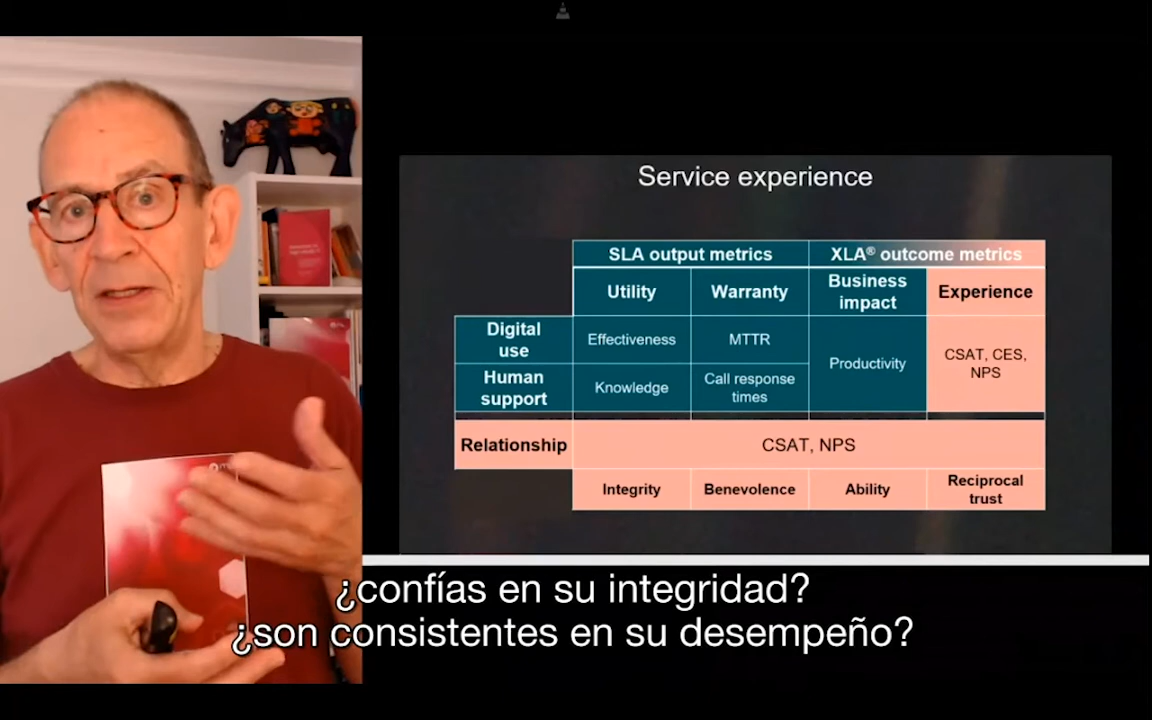 Service experience
SLA output metrics
XLA® outcome metrics
Utility
Warranty
Business
impact
Experience
Digital
use
Effectiveness
MTTR
Productivity
CSAT, CES,
NPS
Human
support
Knowledge
Call response
times
Relationship
CSAT, NPS
Integrity
Benevolence
Ability
Reciprocal
trust
¿confías en su integridad?
¿son consistentes en su desempeño?